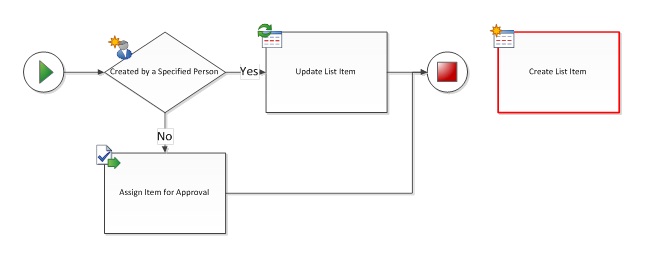 Created by a Specified Person
Yes
Update List Item
Create List Item
No
Assign Item for Approval